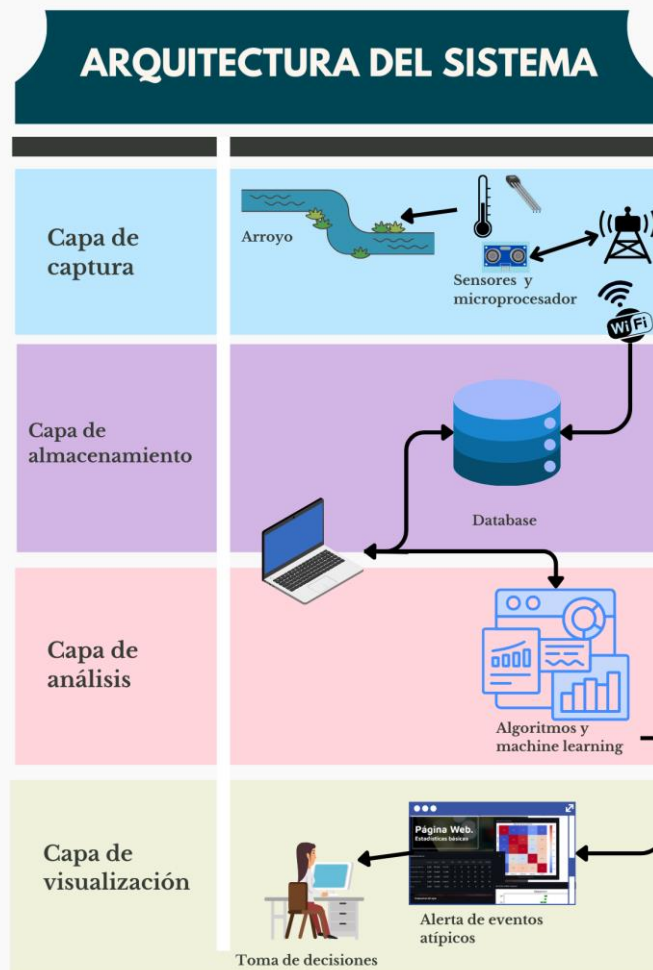 ARQUITECTURA DEL SISTEMA
Capa de
captura
Arroyo
Sensores y
microprocesador
WiFi
Capa de
almacenamiento
Database
Capa de
análisis
Algoritmos y
machine learning
Capa de
visualización
Página Web.
Estadísticas básicas
Alerta de eventos
atípicos
Toma de decisiones